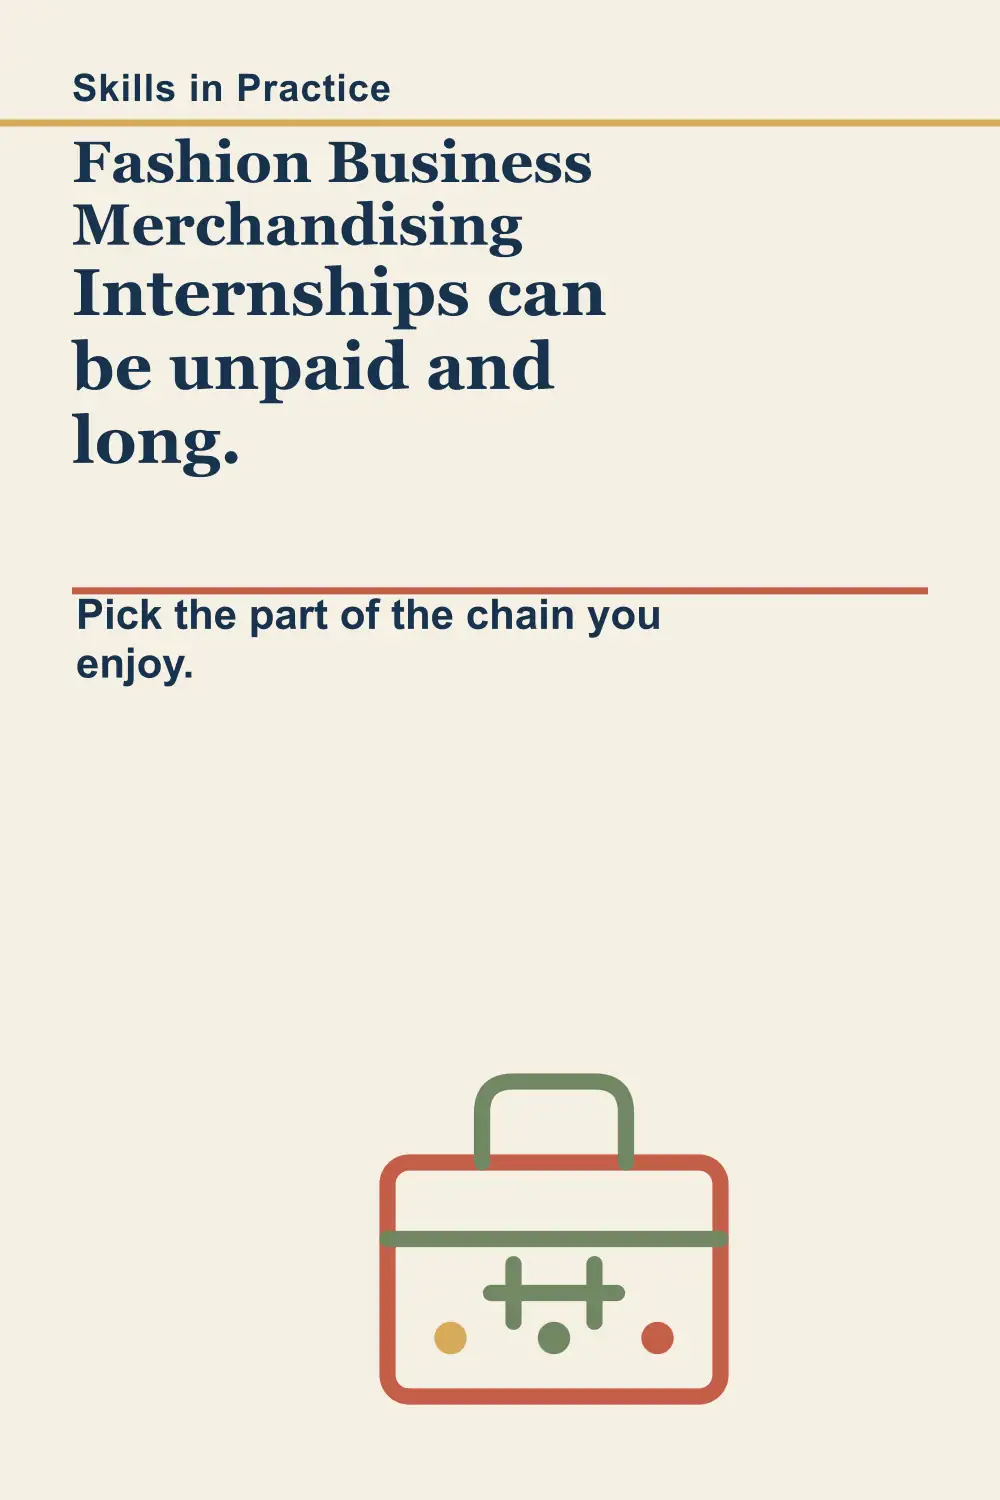 Skills in Practice
Fashion Business
Merchandising
Internships can
be unpaid and
long.
Pick the part of the chain you
enjoy.